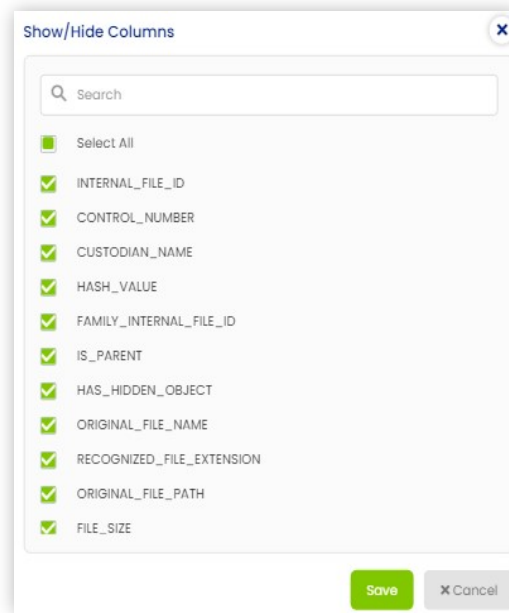 Show/Hide Columns
Search
Select All
INTERNAL_FILE_ID
CONTROL_NUMBER
CUSTODIAN_NAME
HASH_VALUE
FAMILY_INTERNAL_FILE_ID
IS_PARENT
HAS_HIDDEN_OBJECT
ORIGINAL_FILE_NAME
RECOGNIZED_FILE_EXTENSION
ORIGINAL_FILE_PATH
FILE_SIZE
Save Cancel